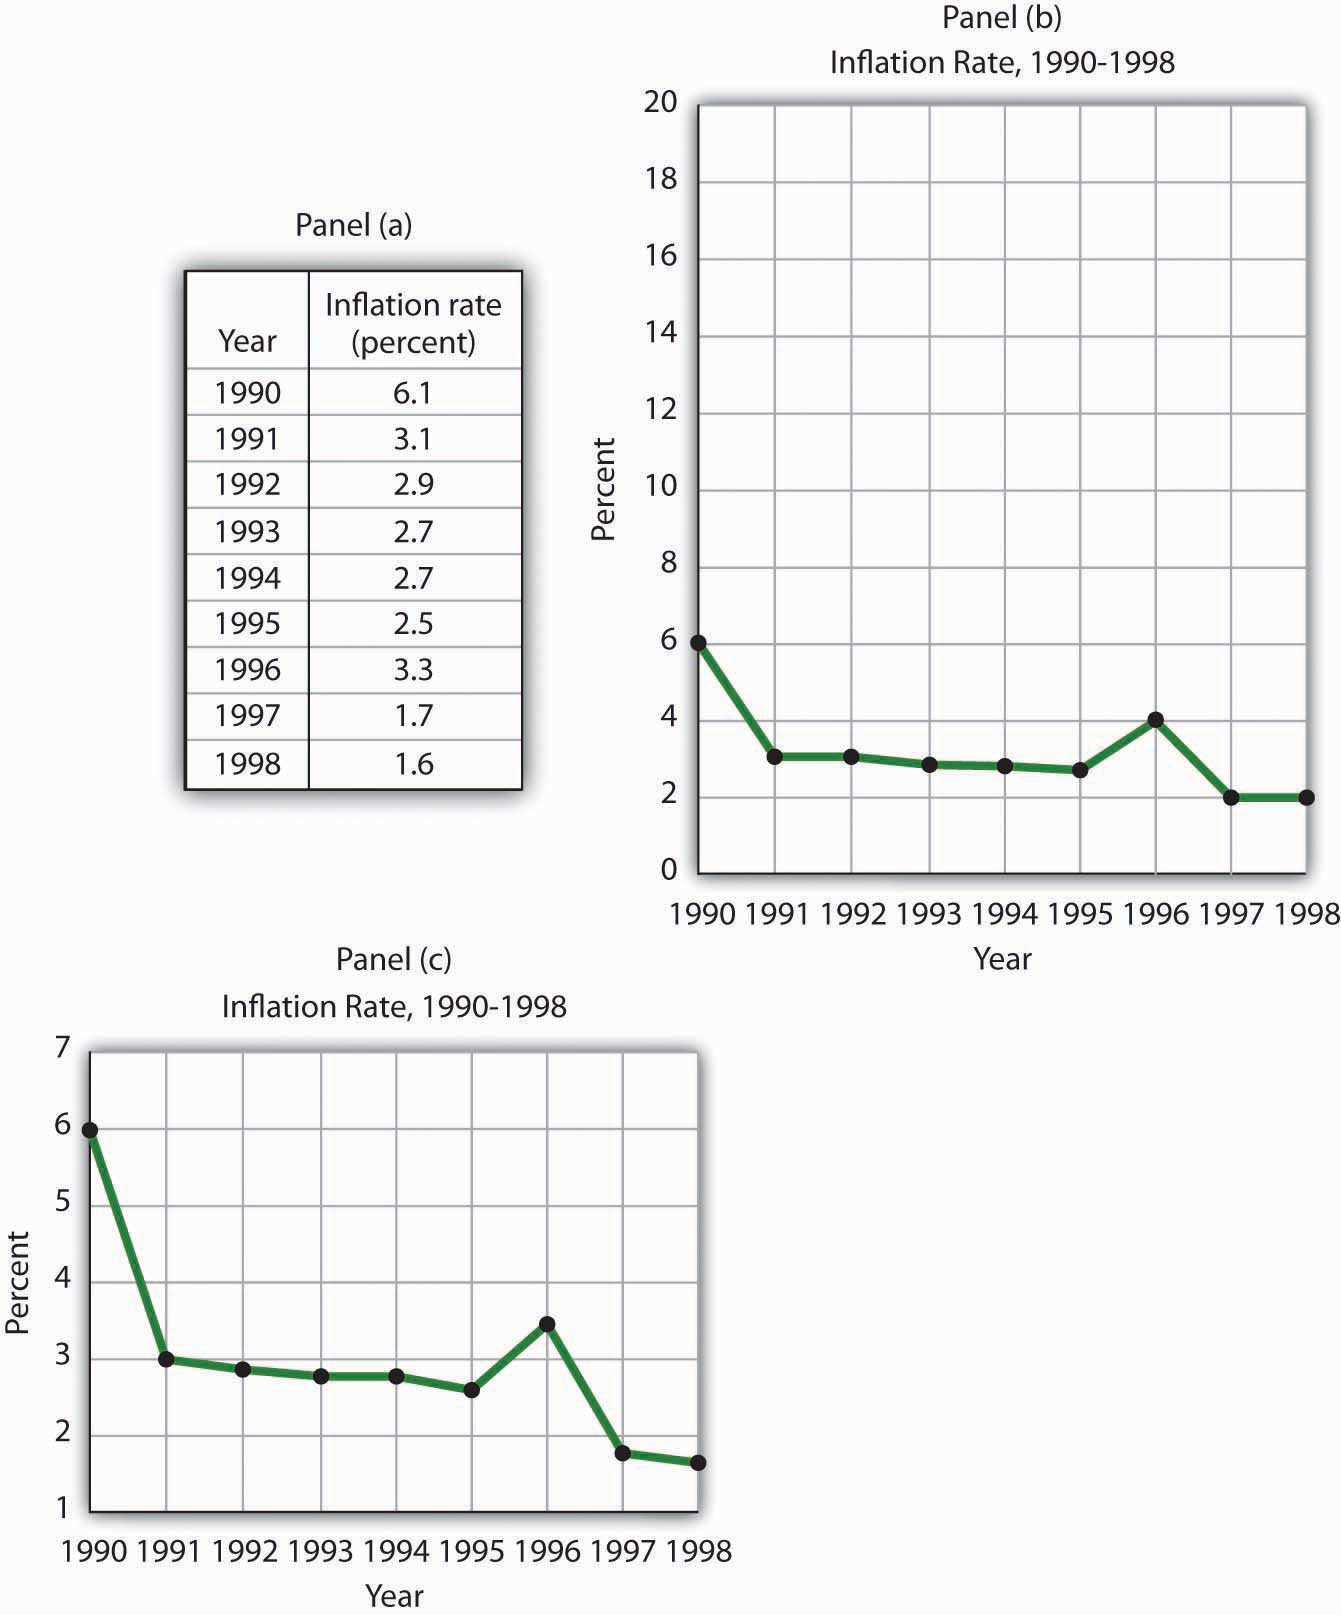 Panel (a)
Year Inflation rate (percent)
1990 6.1
1991 3.1
1992 2.9
1993 2.7
1994 2.7
1995 2.5
1996 3.3
1997 1.7
1998 1.6
Panel (b)
Inflation Rate, 1990-1998
Percent
20
18
16
14
12
10
8
6
4
2
0
1990 1991 1992 1993 1994 1995 1996 1997 1998
Year
Panel (c)
Inflation Rate, 1990-1998
Percent
7
6
5
4
3
2
1
1990 1991 1992 1993 1994 1995 1996 1997 1998
Year